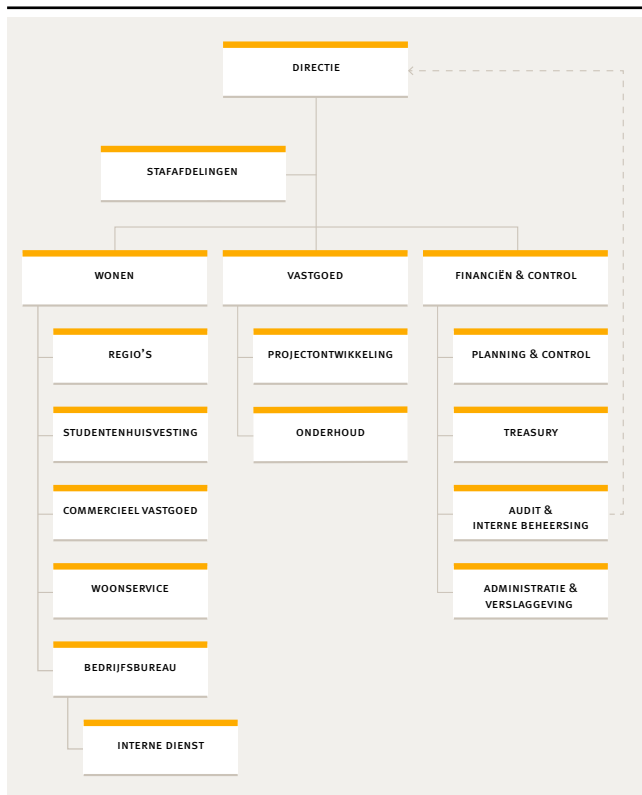 DIRECTIE
STAFAFDELINGEN
WONEN
VASTGOED
FINANCIËN & CONTROL
REGIO'S
PROJECTONTWIKKELING
PLANNING & CONTROL
STUDENTENHUISVESTING
ONDERHOUD
TREASURY
COMMERCIEEL VASTGOED
AUDIT &
INTERNE BEHEERSING
WOONSERVICE
ADMINISTRATIE &
VERSLAGGEVING
BEDRIJFSBUREAU
INTERNE DIENST